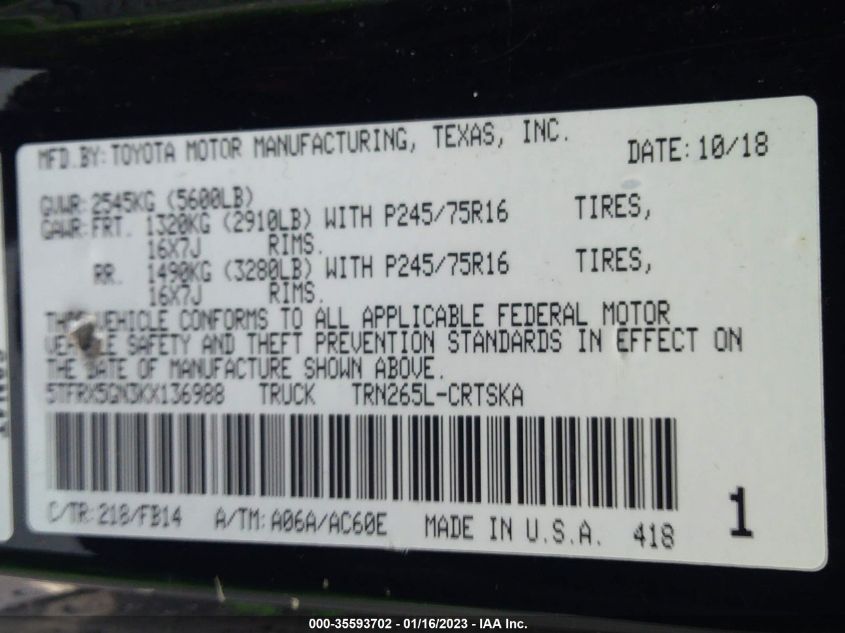 MFD.BY:TOYOTA MOTOR MANUFACTURING, TEXAS, INC. DATE:10/18
GVWR:2545KG (5600LB)
GAWR:FRT. 1320KG (2910LB) WITH P245/75R16 TIRES,
16X7J RIMS.
RR. 1490KG (3280LB) WITH P245/75R16 TIRES,
16X7J RIMS.
THIS VEHICLE CONFORMS TO ALL APPLICABLE FEDERAL MOTOR
VEHICLE SAFETY AND THEFT PREVENTION STANDARDS IN EFFECT ON
THE DATE OF MANUFACTURE SHOWN ABOVE.
5TFRX5GN3KX136988 TRUCK TRN265L-CRTSKA
C/TR:218/FB14 A/TM:A06A/AC60E MADE IN U.S.A. 418 1
000-35593702 - 01/16/2023 - IAA Inc.